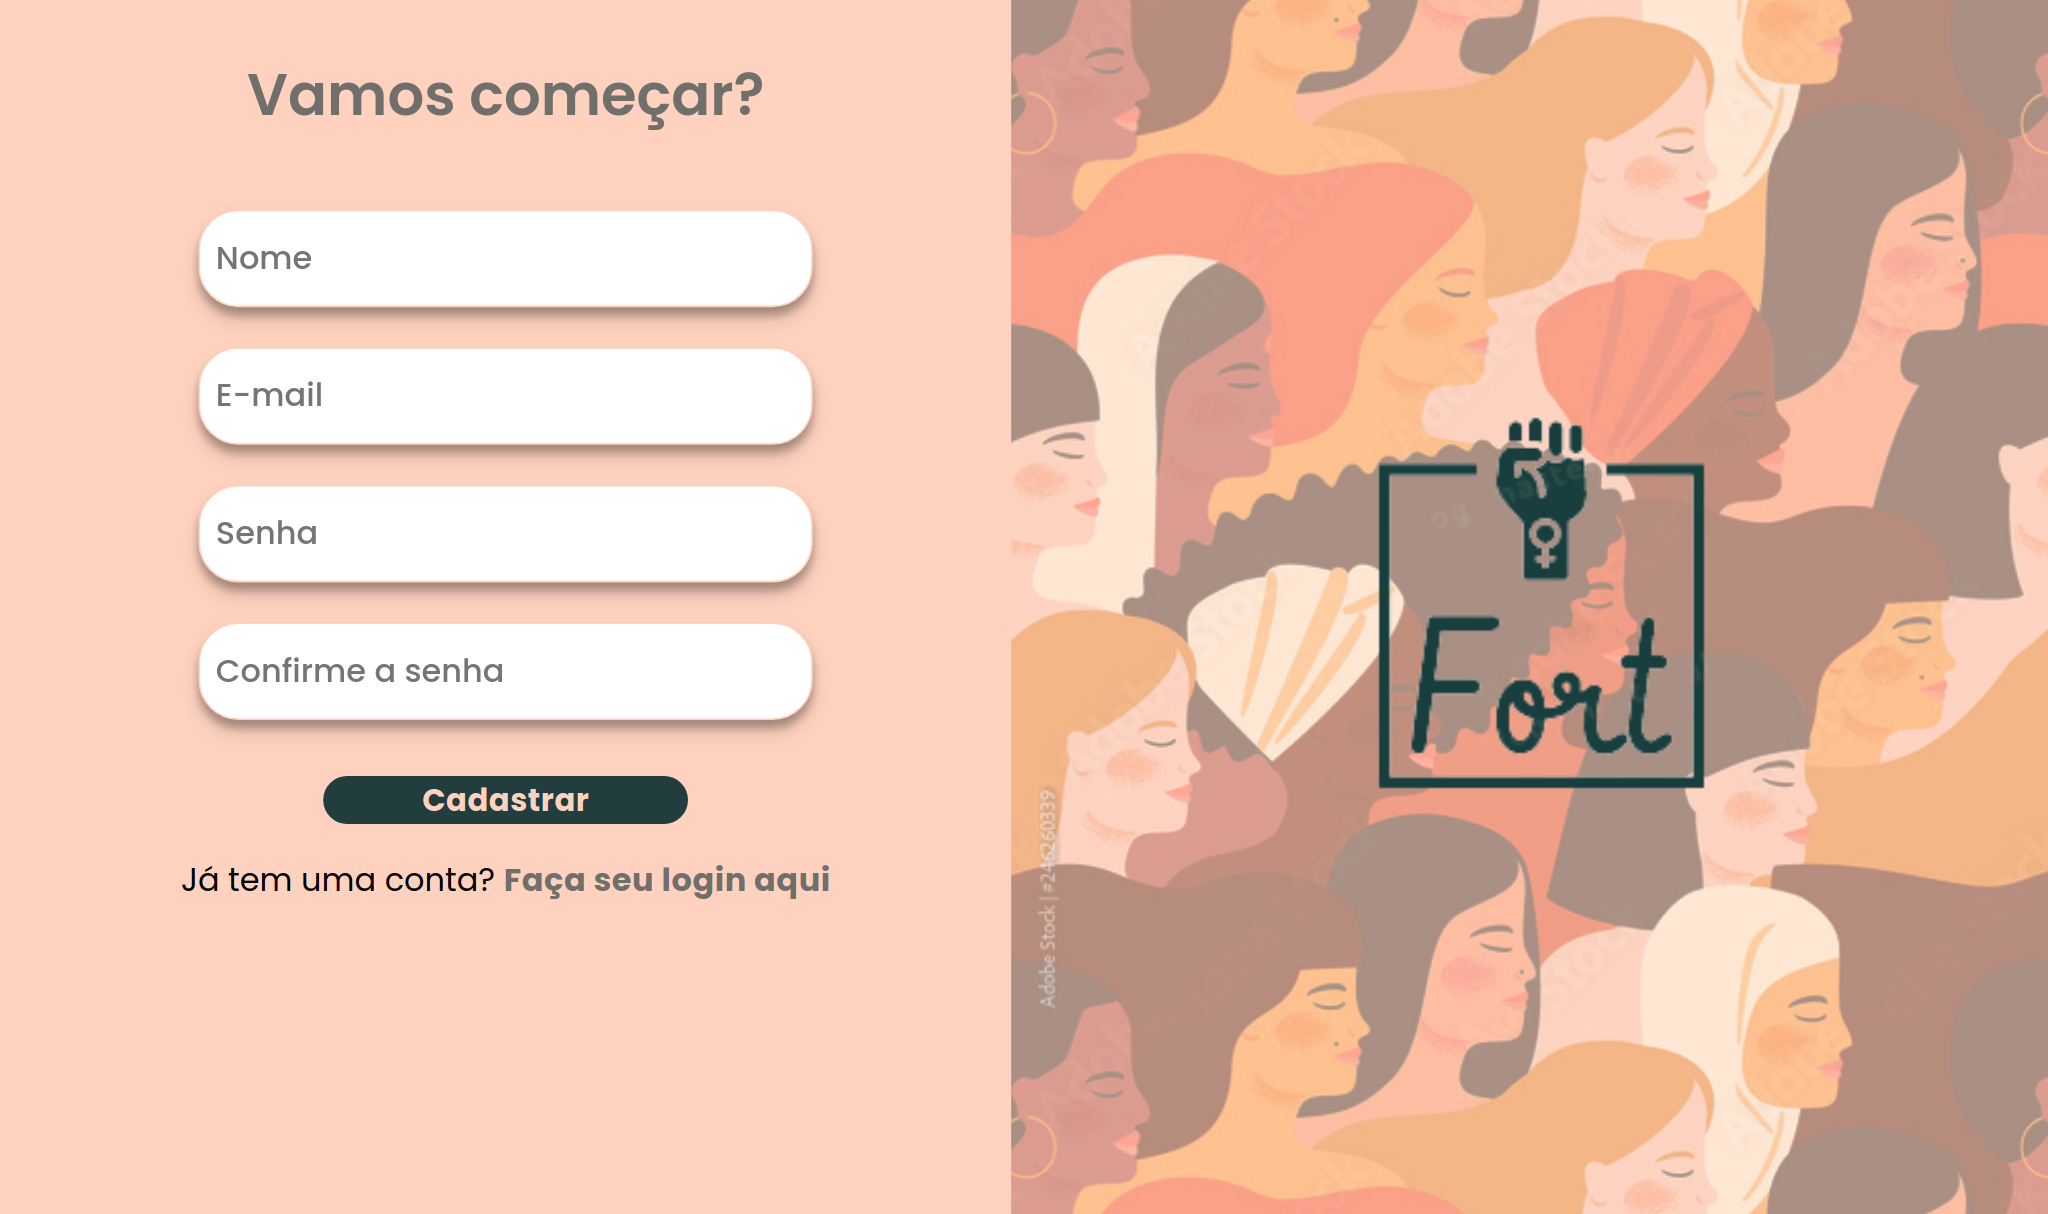 Vamos começar?
Nome
E-mail
Senha
Confirme a senha
Cadastrar
Já tem uma conta? Faça seu login aqui
Fort
Adobe Stock | #246260339